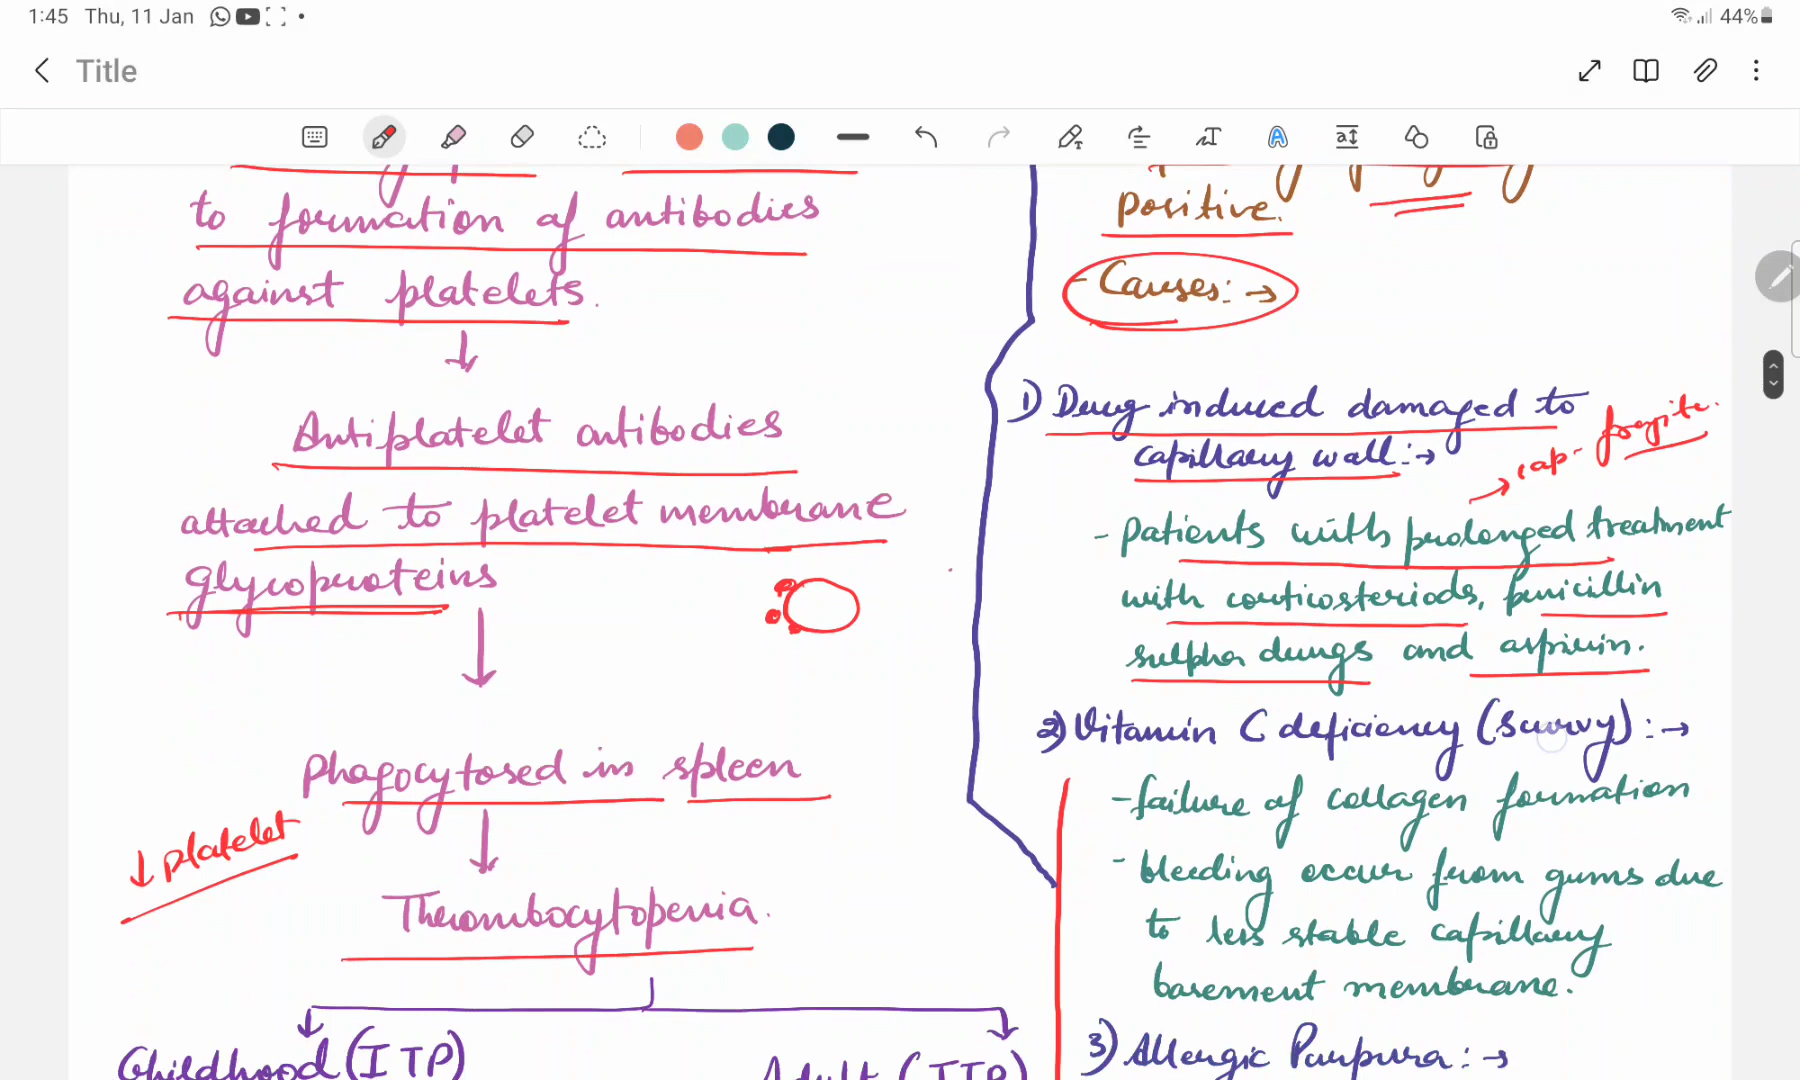 1:45 Thu, 11 Jan
44%
Title
to formation of antibodies
against platelets.
Antiplatelet antibodies
attached to platelet membrane
glycoproteins
Phagocytosed in spleen
↓ platelet
Thrombocytopenia.
Childhood (ITP)
Adult (ITP)
positive.
- Causes: →
1) Drug induced damaged to
capillary wall: →
→ cap- fragile.
- Patients with prolonged treatment
with corticosteriods, penicillin
sulpha drungs and aspirin.
2) Vitamin C deficiency (scurvy): →
- failure of collagen formation
- bleeding occur from gums due
to less stable capillary
basement membrane.
3) Allergic Purpura: →